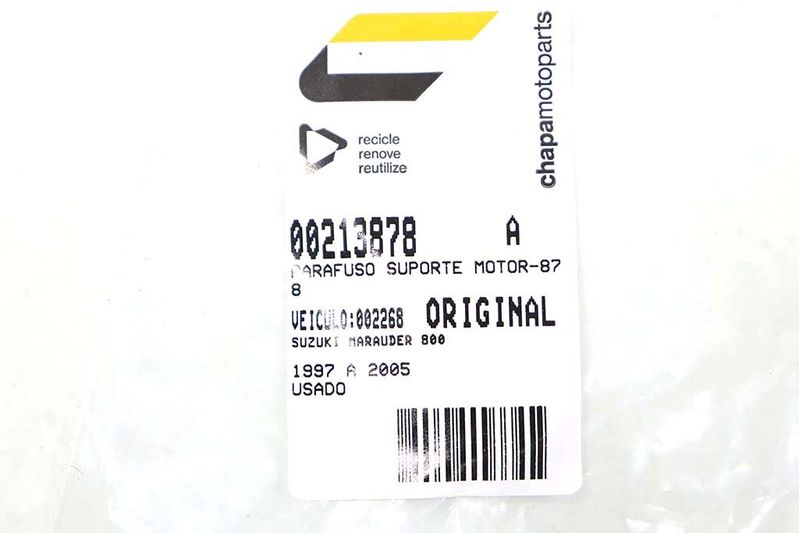 chapamotoparts
recicle
renove
reutilize
00213878 A
PARAFUSO SUPORTE MOTOR-87
8
VEICULO:002268 ORIGINAL
SUZUKI MARAUDER 800
1997 A 2005
USADO